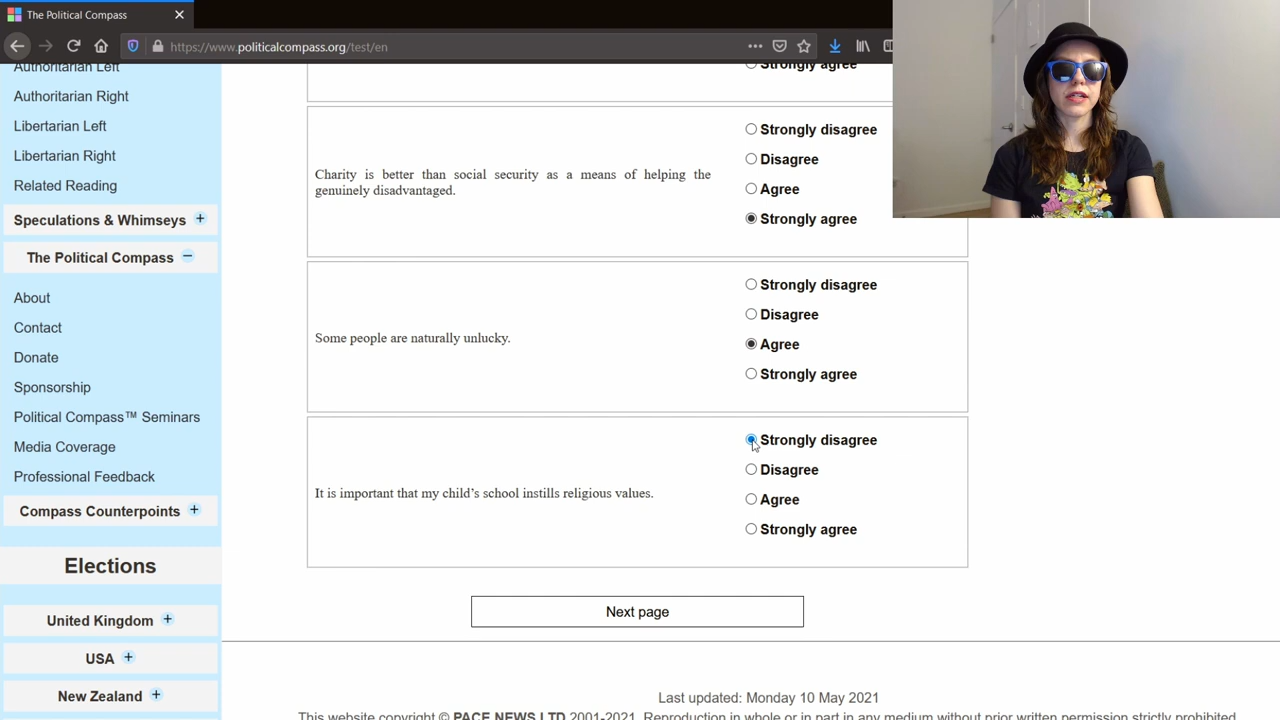 The Political Compass
https://www.politicalcompass.org/test/en
Authoritarian Left
Authoritarian Right
Libertarian Left
Libertarian Right
Related Reading
Speculations & Whimseys +
The Political Compass −
About
Contact
Donate
Sponsorship
Political Compass™ Seminars
Media Coverage
Professional Feedback
Compass Counterpoints +
Elections
United Kingdom +
USA +
New Zealand +
Strongly agree
Charity is better than social security as a means of helping the
genuinely disadvantaged.
Strongly disagree
Disagree
Agree
Strongly agree
Some people are naturally unlucky.
Strongly disagree
Disagree
Agree
Strongly agree
It is important that my child's school instills religious values.
Strongly disagree
Disagree
Agree
Strongly agree
Next page
Last updated: Monday 10 May 2021
This website copyright © PACE NEWS LTD 2001-2021. Reproduction in whole or in part in any medium without prior written permission strictly prohibited.